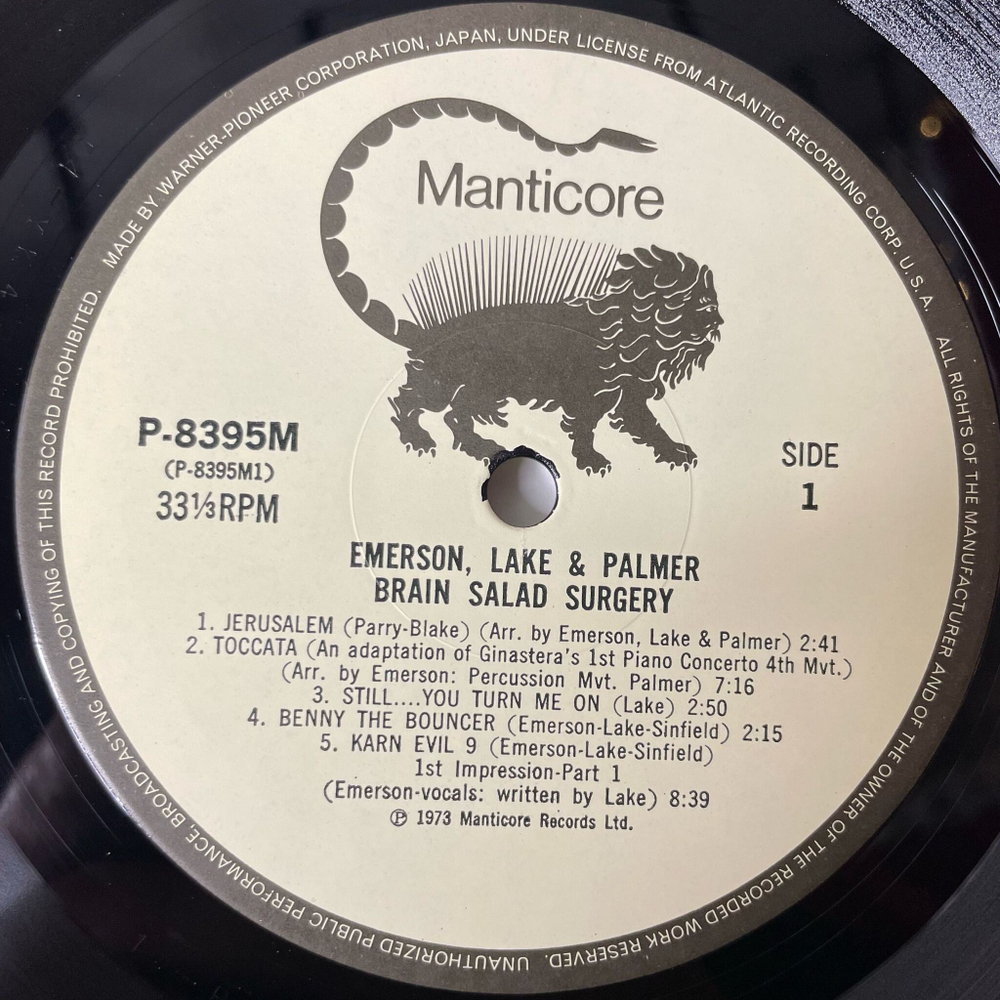 MADE BY WARNER-PIONEER CORPORATION, JAPAN, UNDER LICENSE FROM ATLANTIC RECORDING CORP. U.S.A. ALL RIGHTS OF THE MANUFACTURER AND OF THE OWNER OF THE RECORDED WORK RESERVED. UNAUTHORIZED PUBLIC PERFORMANCE, BROADCASTING AND COPYING OF THIS RECORD PROHIBITED.
Manticore
P-8395M
(P-8395M1)
33⅓RPM
SIDE
1
EMERSON, LAKE & PALMER
BRAIN SALAD SURGERY
1. JERUSALEM (Parry-Blake) (Arr. by Emerson, Lake & Palmer) 2:41
2. TOCCATA (An adaptation of Ginastera's 1st Piano Concerto 4th Mvt.)
(Arr. by Emerson: Percussion Mvt. Palmer) 7:16
3. STILL....YOU TURN ME ON (Lake) 2:50
4. BENNY THE BOUNCER (Emerson-Lake-Sinfield) 2:15
5. KARN EVIL 9 (Emerson-Lake-Sinfield)
1st Impression-Part 1
(Emerson-vocals: written by Lake) 8:39
℗ 1973 Manticore Records Ltd.